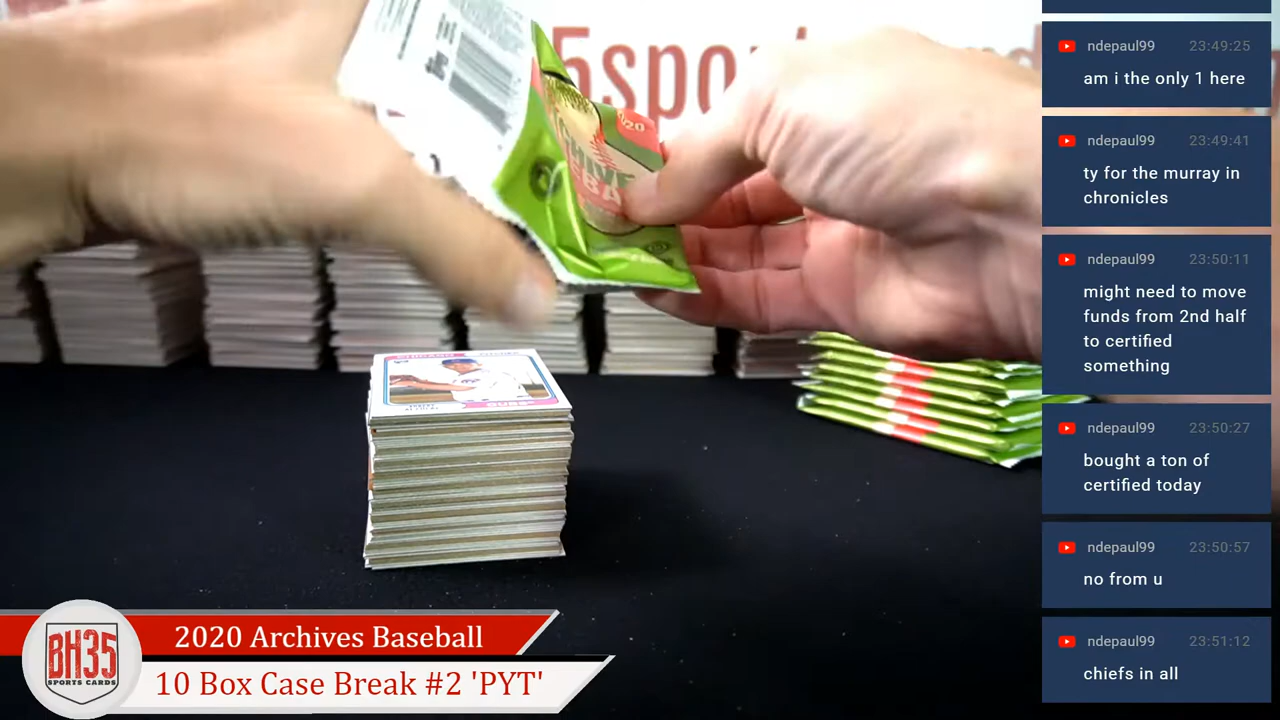 5spor
20
ndepaul99 23:49:25
am i the only 1 here
ndepaul99 23:49:41
ty for the murray in
chronicles
ndepaul99 23:50:11
might need to move
funds from 2nd half
to certified
something
ndepaul99 23:50:27
bought a ton of
certified today
ndepaul99 23:50:57
no from u
ndepaul99 23:51:12
chiefs in all
BH35
SPORTS CARDS
2020 Archives Baseball
10 Box Case Break #2 'PYT'